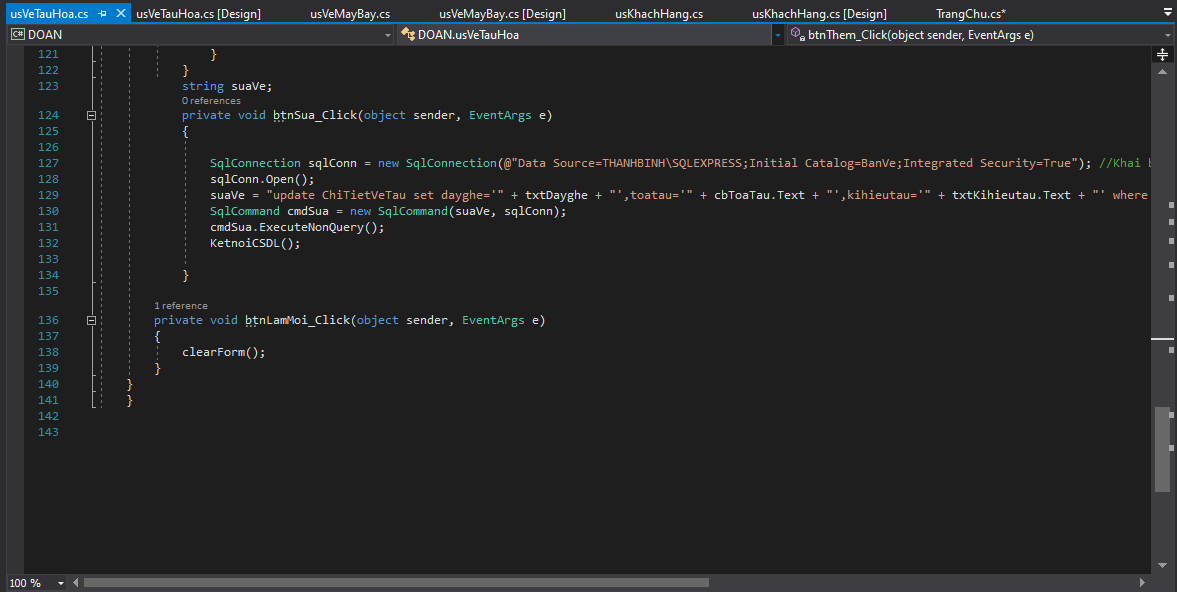 usVeTauHoa.cs usVeTauHoa.cs [Design] usVeMayBay.cs usVeMayBay.cs [Design] usKhachHang.cs usKhachHang.cs [Design] TrangChu.cs*
C# DOAN DOAN.usVeTauHoa btnThem_Click(object sender, EventArgs e)
121 }
122 }
123 string suaVe;
0 references
124 private void btnSua_Click(object sender, EventArgs e)
125 {
126
127 SqlConnection sqlConn = new SqlConnection(@"Data Source=THANHBINH\SQLEXPRESS;Initial Catalog=BanVe;Integrated Security=True"); //Khai
128 sqlConn.Open();
129 suaVe = "update ChiTietVeTau set dayghe='" + txtDayghe + "',toatau='" + cbToaTau.Text + "',kihieutau='" + txtKihieutau.Text + "' where
130 SqlCommand cmdSua = new SqlCommand(suaVe, sqlConn);
131 cmdSua.ExecuteNonQuery();
132 KetnoiCSDL();
133
134 }
135
1 reference
136 private void btnLamMoi_Click(object sender, EventArgs e)
137 {
138 clearForm();
139 }
140 }
141 }
142
143
100 %